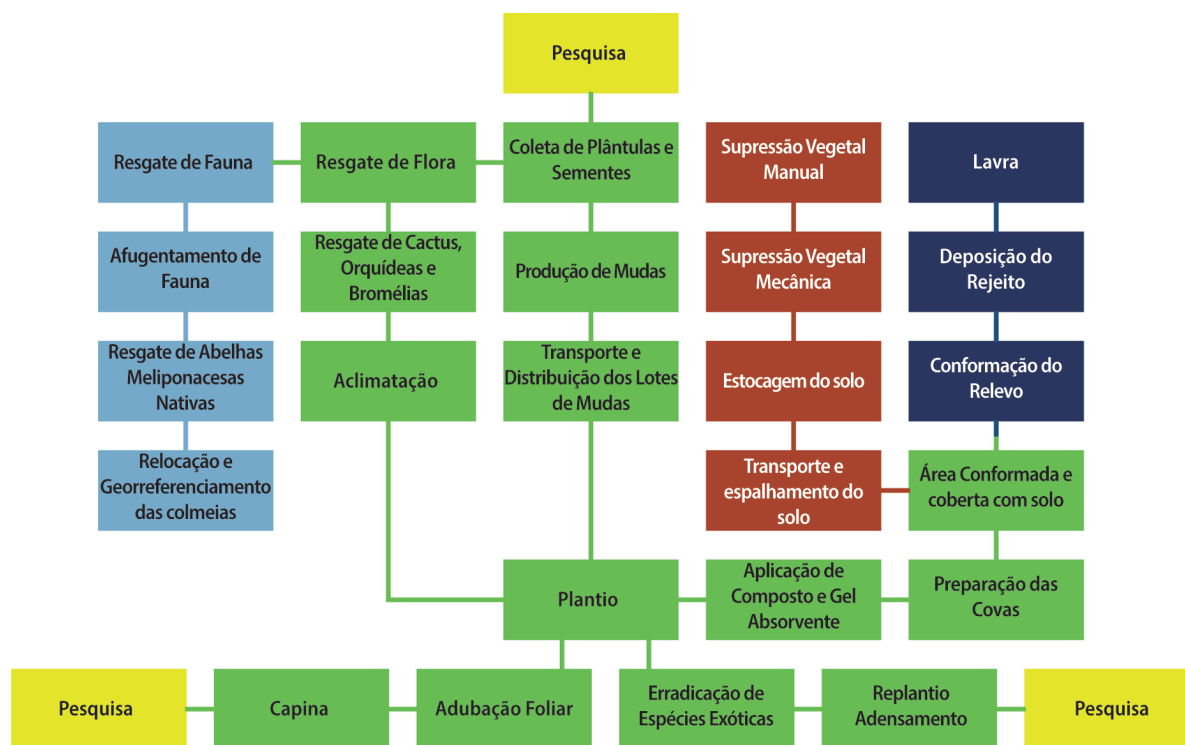 Pesquisa
Resgate de Fauna
Resgate de Flora
Coleta de Plântulas e
Sementes
Supressão Vegetal
Manual
Lavra
Afugentamento de
Fauna
Resgate de Cactus,
Orquídeas e
Bromélias
Produção de Mudas
Supressão Vegetal
Mecânica
Deposição do
Rejeito
Resgate de Abelhas
Meliponacesas
Nativas
Aclimatação
Transporte e
Distribuição dos Lotes
de Mudas
Estocagem do solo
Conformação do
Relevo
Relocação e
Georreferenciamento
das colmeias
Transporte e
espalhamento do
solo
Área Conformada e
coberta com solo
Plantio
Aplicação de
Composto e Gel
Absorvente
Preparação das
Covas
Pesquisa
Capina
Adubação Foliar
Erradicação de
Espécies Exóticas
Replantio
Adensamento
Pesquisa